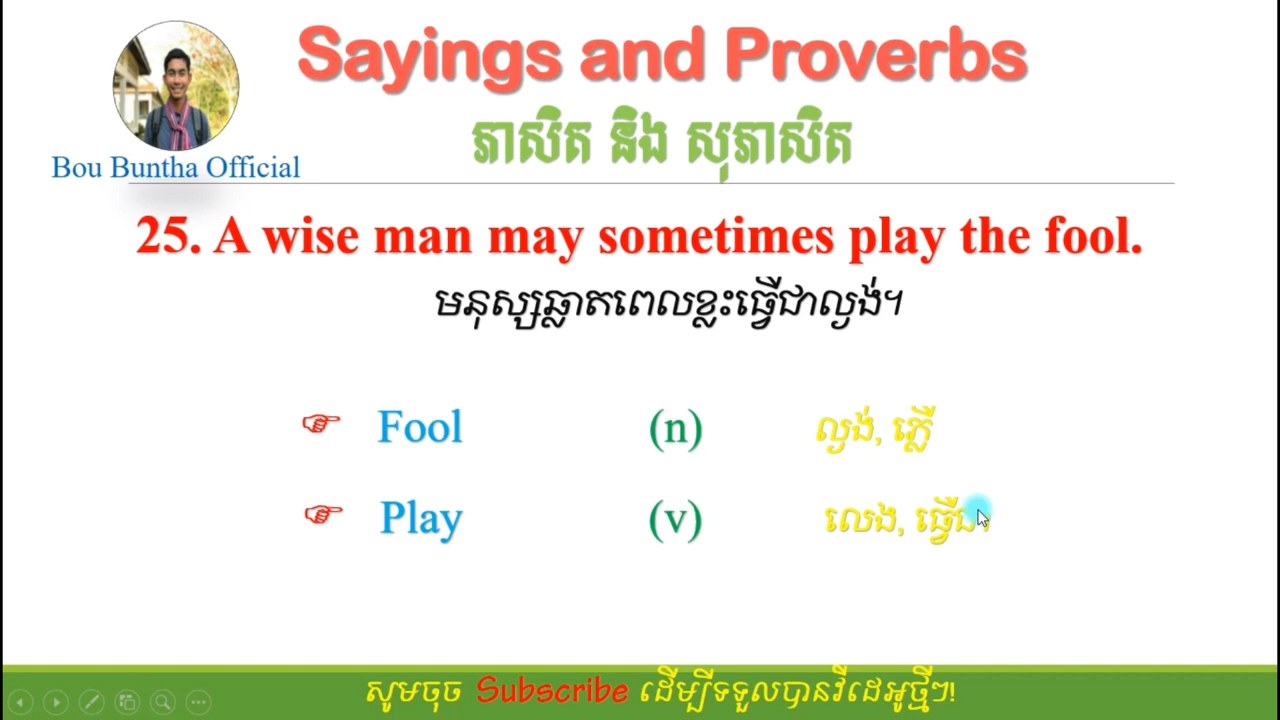 Sayings and Proverbs
ភាសិត និង សុភាសិត
Bou Buntha Official
25. A wise man may sometimes play the fool.
មនុស្សឆ្លាតពេលខ្លះធ្វើជាល្ងង់។
☞ Fool (n) ល្ងង់, ភ្លើ
☞ Play (v) លេង, ធ្វើជា
សូមចុច Subscribe ដើម្បីទទួលបានវីដេអូថ្មីៗ!